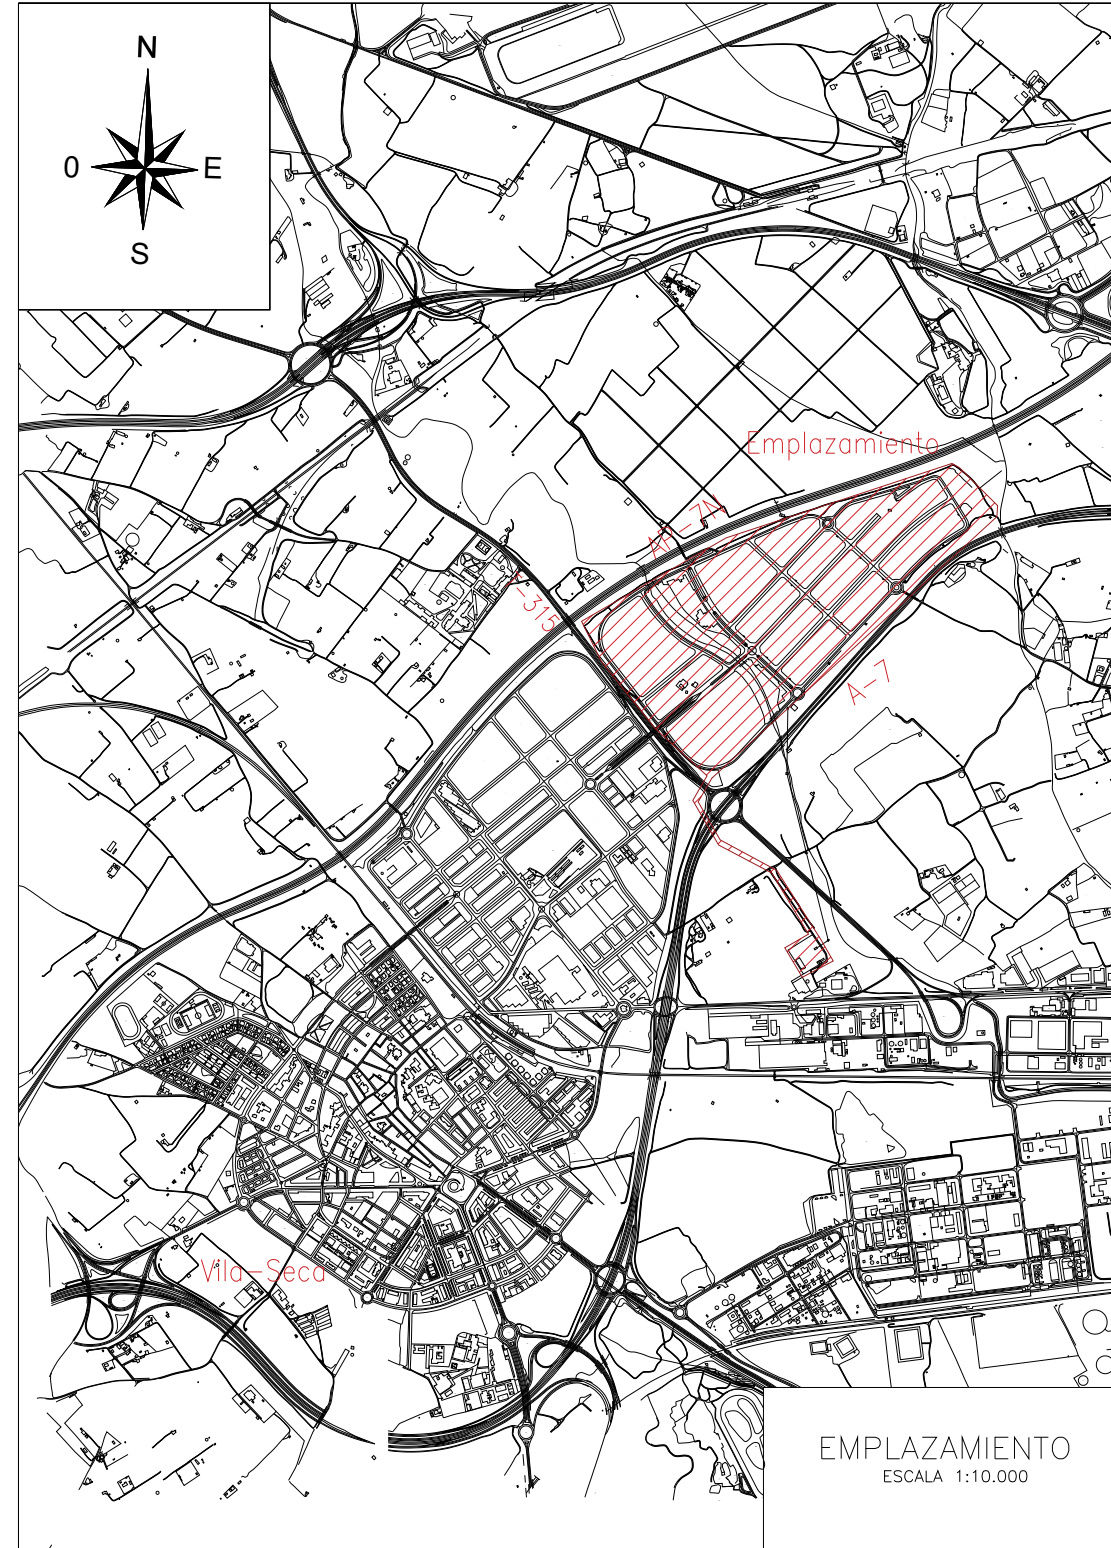 N
0 E
S
Emplazamiento
A-7
Vila-Seca
EMPLAZAMIENTO
ESCALA 1:10.000